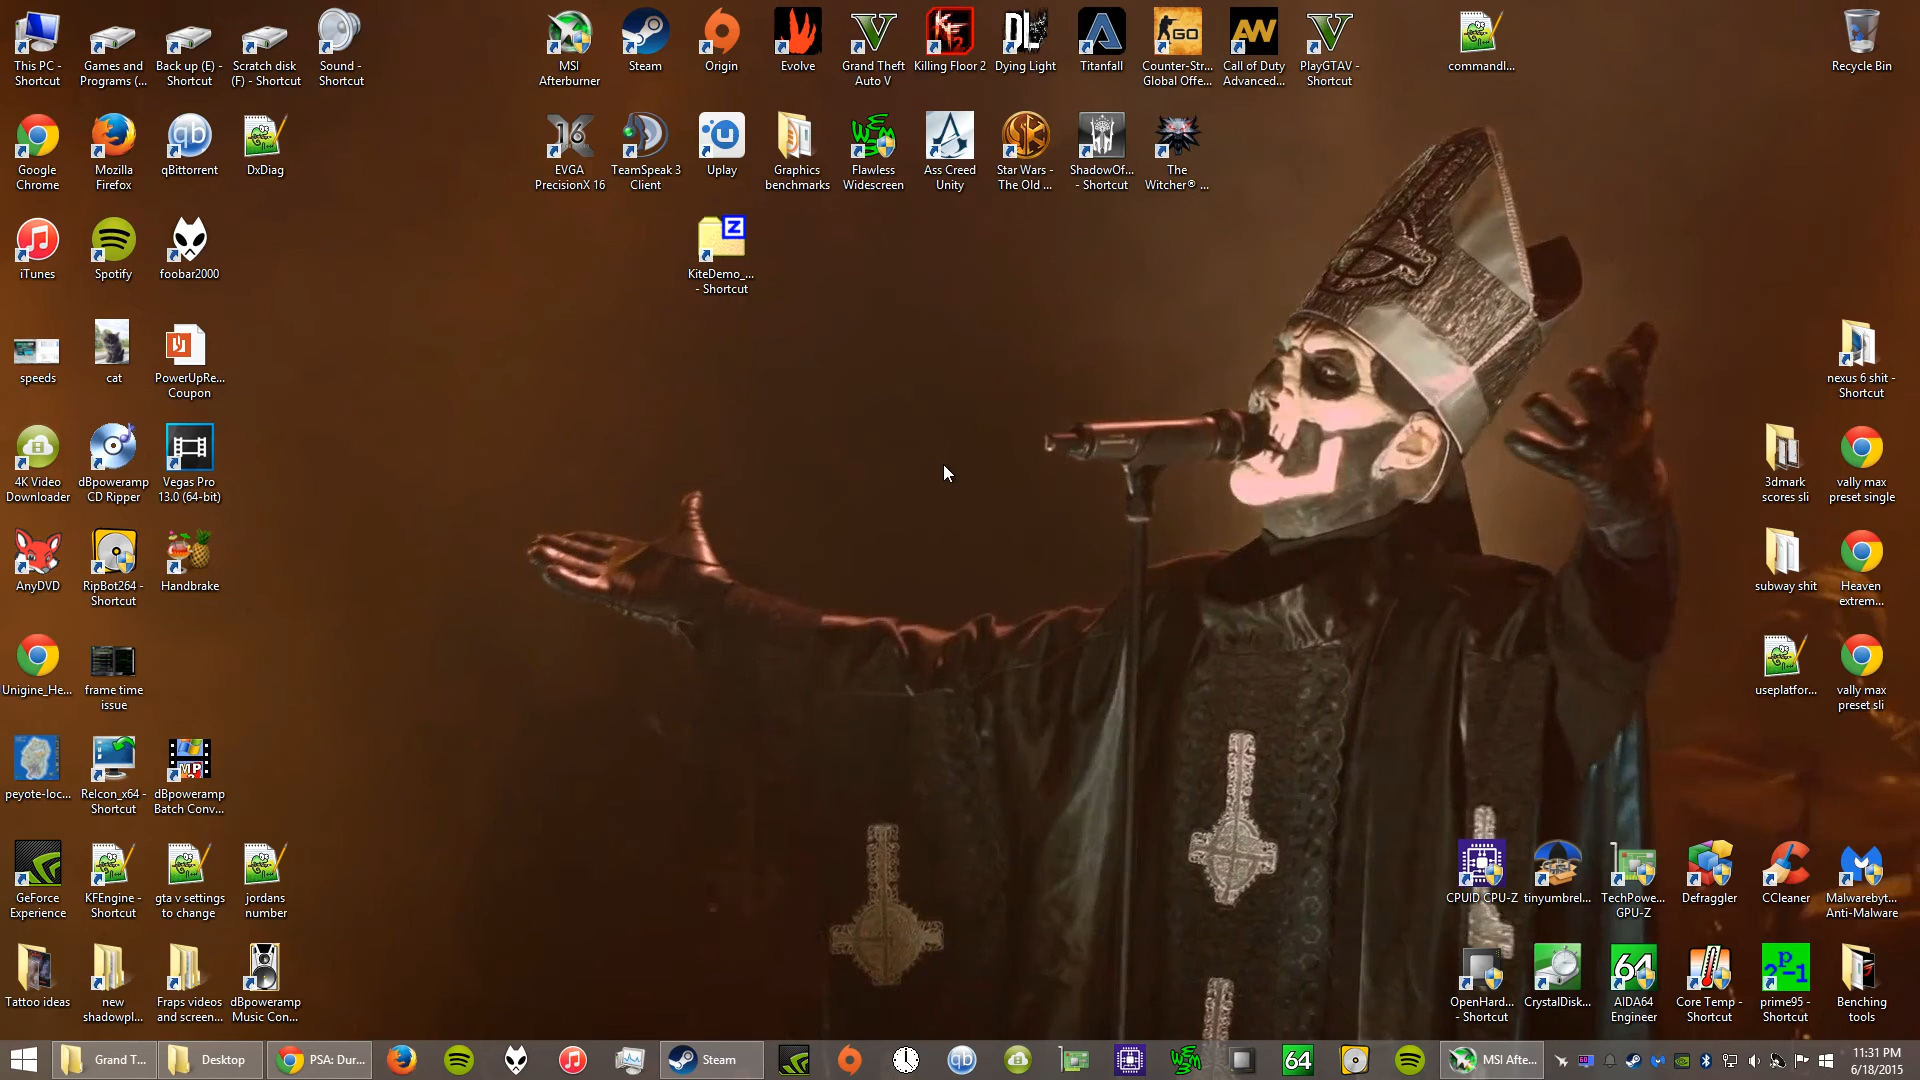 This PC -
Shortcut
Games and
Programs (...
Back up (E) -
Shortcut
Scratch disk
(F) - Shortcut
Sound -
Shortcut
MSI
Afterburner
Steam
Origin
Evolve
Grand Theft
Auto V
Killing Floor 2
Dying Light
Titanfall
Counter-Str...
Global Offe...
Call of Duty
Advanced...
PlayGTAV -
Shortcut
commandl...
Recycle Bin
Google
Chrome
Mozilla
Firefox
qBittorrent
DxDiag
EVGA
PrecisionX 16
TeamSpeak 3
Client
Uplay
Graphics
benchmarks
Flawless
Widescreen
Ass Creed
Unity
Star Wars -
The Old ...
ShadowOf...
- Shortcut
The
Witcher® ...
iTunes
Spotify
foobar2000
KiteDemo_...
- Shortcut
speeds
cat
PowerUpRe...
Coupon
nexus 6 shit -
Shortcut
4K Video
Downloader
dBpoweramp
CD Ripper
Vegas Pro
13.0 (64-bit)
3dmark
scores sli
vally max
preset single
AnyDVD
RipBot264 -
Shortcut
Handbrake
subway shit
Heaven
extrem...
Unigine_He...
frame time
issue
useplatfor...
vally max
preset sli
peyote-loc...
Relcon_x64 -
Shortcut
dBpoweramp
Batch Conv...
GeForce
Experience
KFEngine -
Shortcut
gta v settings
to change
jordans
number
CPUID CPU-Z
tinyumbrel...
TechPowe...
GPU-Z
Defraggler
CCleaner
Malwarebyt...
Anti-Malware
Tattoo ideas
new
shadowpl...
Fraps videos
and screen...
dBpoweramp
Music Con...
OpenHard...
- Shortcut
CrystalDisk...
AIDA64
Engineer
Core Temp -
Shortcut
prime95 -
Shortcut
Benching
tools
Grand T...
Desktop
PSA: Dur...
Steam
64
MSI Afte...
11:31 PM
6/18/2015